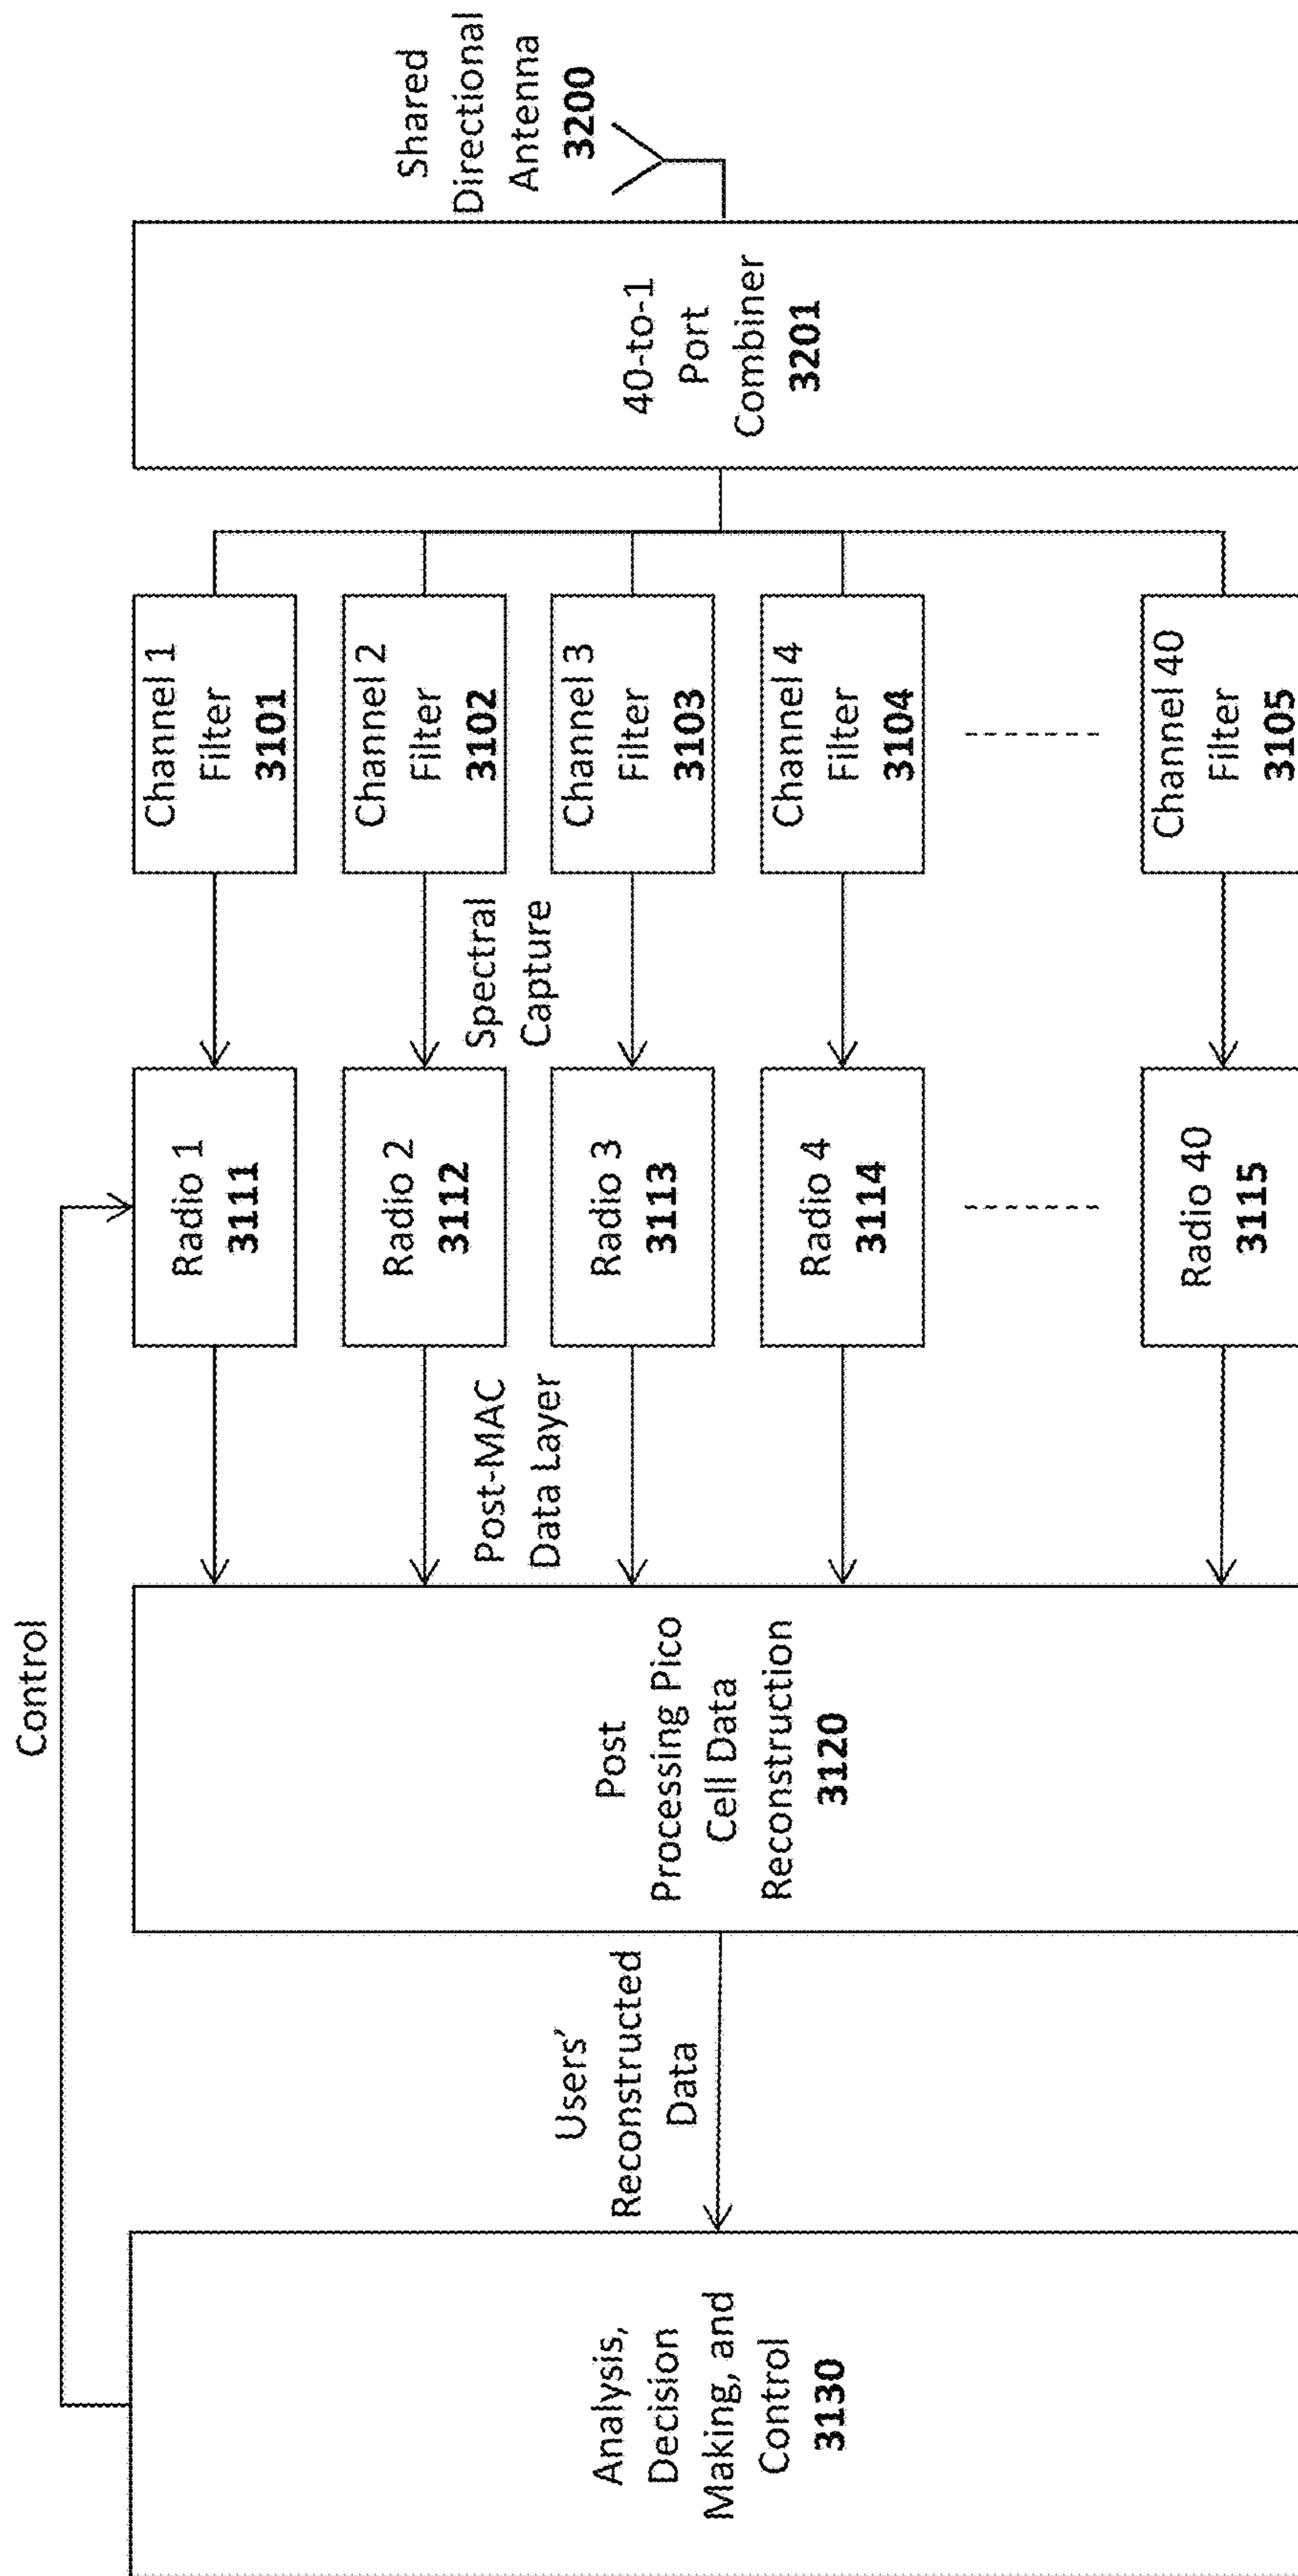 Control
Analysis,
Decision
Making, and
Control
3130
Users’
Reconstructed
Data
Post
Processing Pico
Cell Data
Reconstruction
3120
Post-MAC
Data Layer
Radio 1
3111
Radio 2
3112
Radio 3
3113
Radio 4
3114
Radio 40
3115
Spectral
Capture
Channel 1
Filter
3101
Channel 2
Filter
3102
Channel 3
Filter
3103
Channel 4
Filter
3104
Channel 40
Filter
3105
40-to-1
Port
Combiner
3201
Shared
Directional
Antenna
3200